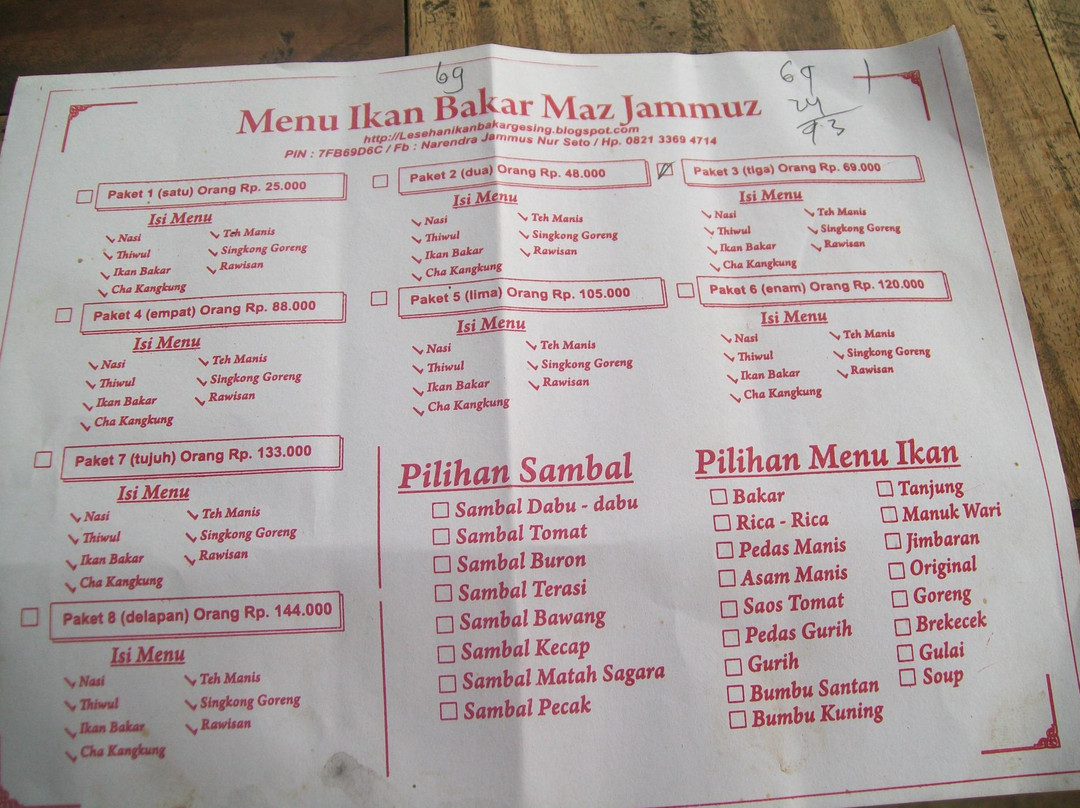 69
69
24
93
Menu Ikan Bakar Maz Jammuz
http://Lesehanikanbakargesing.blogspot.com
PIN : 7FB69D6C / Fb : Narendra Jammus Nur Seto / Hp. 0821 3369 4714
Paket 1 (satu) Orang Rp. 25.000
Isi Menu
Nasi
Thiwul
Ikan Bakar
Cha Kangkung
Teh Manis
Singkong Goreng
Rawisan
Paket 2 (dua) Orang Rp. 48.000
Isi Menu
Nasi
Thiwul
Ikan Bakar
Cha Kangkung
Teh Manis
Singkong Goreng
Rawisan
Paket 3 (tiga) Orang Rp. 69.000
Isi Menu
Nasi
Thiwul
Ikan Bakar
Cha Kangkung
Teh Manis
Singkong Goreng
Rawisan
Paket 4 (empat) Orang Rp. 88.000
Isi Menu
Nasi
Thiwul
Ikan Bakar
Cha Kangkung
Teh Manis
Singkong Goreng
Rawisan
Paket 5 (lima) Orang Rp. 105.000
Isi Menu
Nasi
Thiwul
Ikan Bakar
Cha Kangkung
Teh Manis
Singkong Goreng
Rawisan
Paket 6 (enam) Orang Rp. 120.000
Isi Menu
Nasi
Thiwul
Ikan Bakar
Cha Kangkung
Teh Manis
Singkong Goreng
Rawisan
Paket 7 (tujuh) Orang Rp. 133.000
Isi Menu
Nasi
Thiwul
Ikan Bakar
Cha Kangkung
Teh Manis
Singkong Goreng
Rawisan
Paket 8 (delapan) Orang Rp. 144.000
Isi Menu
Nasi
Thiwul
Ikan Bakar
Cha Kangkung
Teh Manis
Singkong Goreng
Rawisan
Pilihan Sambal
Sambal Dabu - dabu
Sambal Tomat
Sambal Buron
Sambal Terasi
Sambal Bawang
Sambal Kecap
Sambal Matah Sagara
Sambal Pecak
Pilihan Menu Ikan
Bakar
Rica - Rica
Pedas Manis
Asam Manis
Saos Tomat
Pedas Gurih
Gurih
Bumbu Santan
Bumbu Kuning
Tanjung
Manuk Wari
Jimbaran
Original
Goreng
Brekecek
Gulai
Soup